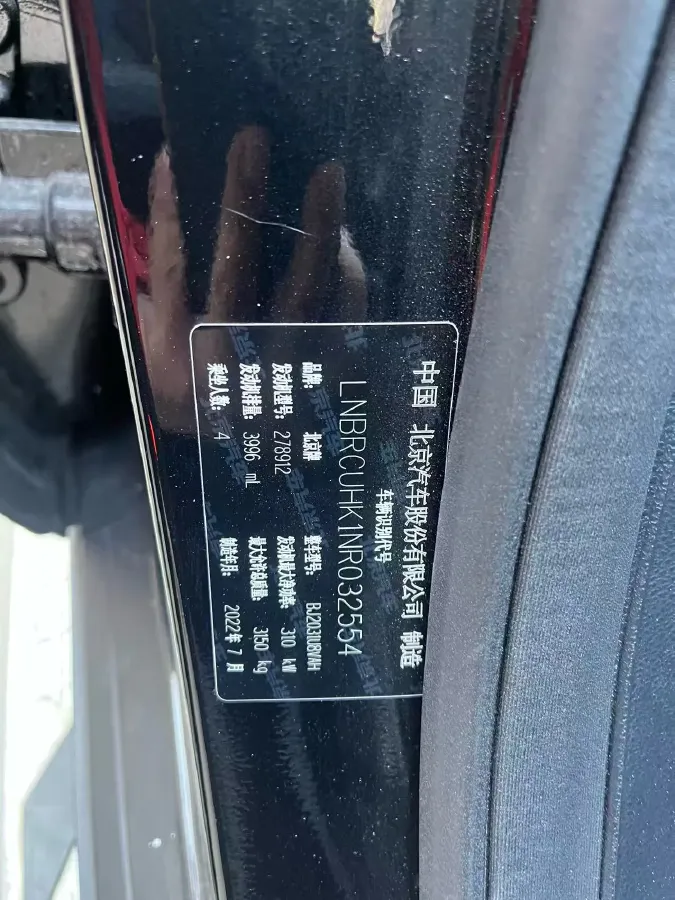 中国 北京汽车股份有限公司 制造
车辆识别代号
LNBRCUHK1NR032554
品牌: 北京牌 整车型号: BJ2031U8VAH
发动机型号: 278912 发动机最大净功率: 310 kW
发动机排量: 3996 mL 最大允许总质量: 3150 kg
乘坐人数: 4 制造年月: 2022年7月